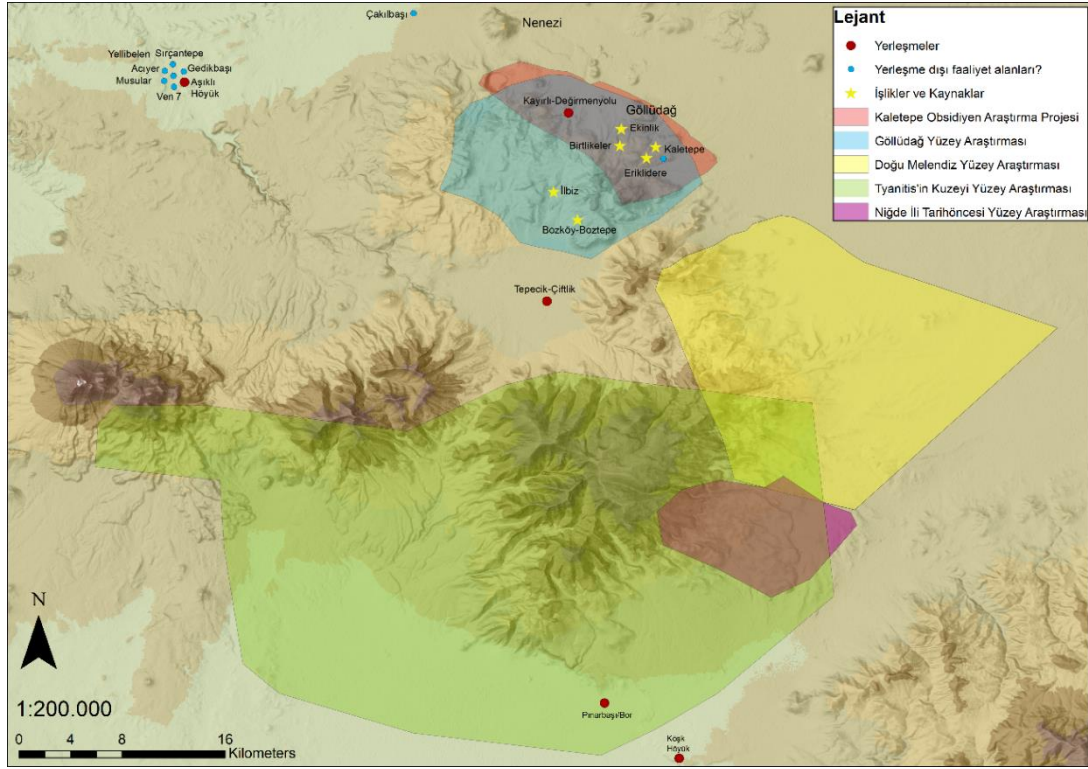 Çakılbaşı
Nenezi
Yellibelen
Sırçantepe
Acıyer
Gedikbaşı
Musular
Aşıklı
Höyük
Ven 7
Kayırlı-Değirmenyolu
Göllüdağ
Ekinlik
Birtlikeler
Kaletepe
Eriklidere
İlbiz
Bozköy-Boztepe
Tepecik-Çiftlik
Pınarbaşı/Bor
Köşk
Höyük
Lejant
Yerleşmeler
Yerleşme dışı faaliyet alanları?
İşlikler ve Kaynaklar
Kaletepe Obsidiyen Araştırma Projesi
Göllüdağ Yüzey Araştırması
Doğu Melendiz Yüzey Araştırması
Tyanitis'in Kuzeyi Yüzey Araştırması
Niğde İli Tarihöncesi Yüzey Araştırması
N
1:200.000
0 4 8 16
Kilometers